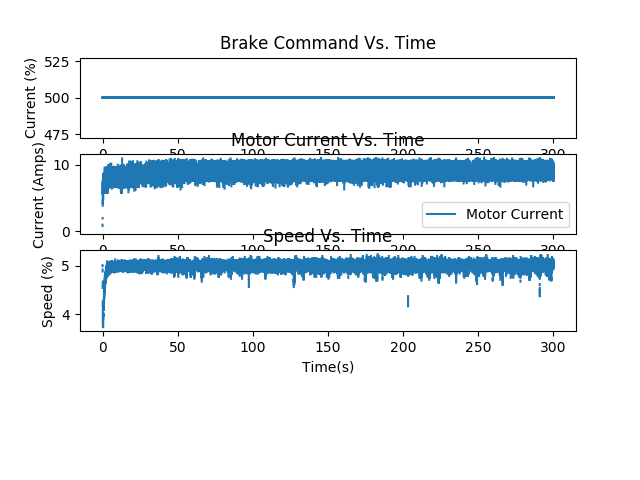 Brake Command Vs. Time
Current (%)
525
500
475
0 50 100 150 200 250 300
Motor Current Vs. Time
Current (Amps)
10
0
Motor Current
0 50 100 150 200 250 300
Speed Vs. Time
Speed (%)
5
4
0 50 100 150 200 250 300
Time(s)